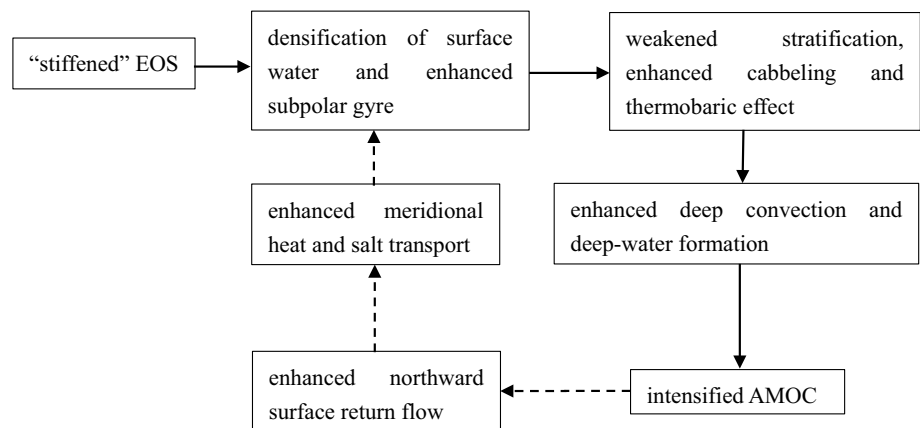 “stiffened” EOS
densification of surface
water and enhanced
subpolar gyre
weakened stratification,
enhanced cabbeling and
thermobaric effect
enhanced meridional
heat and salt transport
enhanced deep convection and
deep-water formation
enhanced northward
surface return flow
intensified AMOC